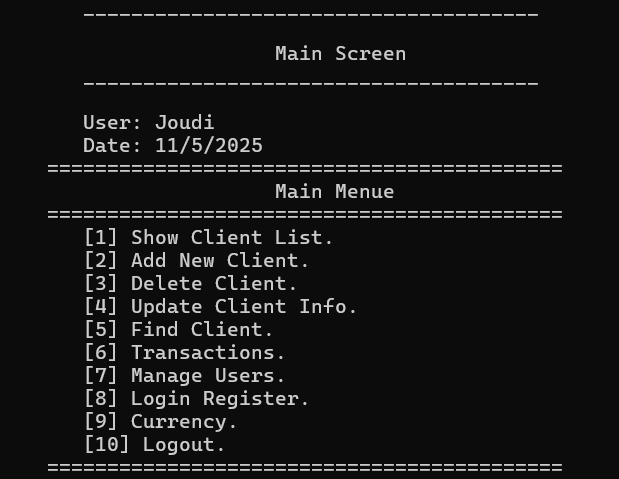 ______________________________________
Main Screen
______________________________________
User: Joudi
Date: 11/5/2025
===========================================
Main Menue
===========================================
[1] Show Client List.
[2] Add New Client.
[3] Delete Client.
[4] Update Client Info.
[5] Find Client.
[6] Transactions.
[7] Manage Users.
[8] Login Register.
[9] Currency.
[10] Logout.
===========================================